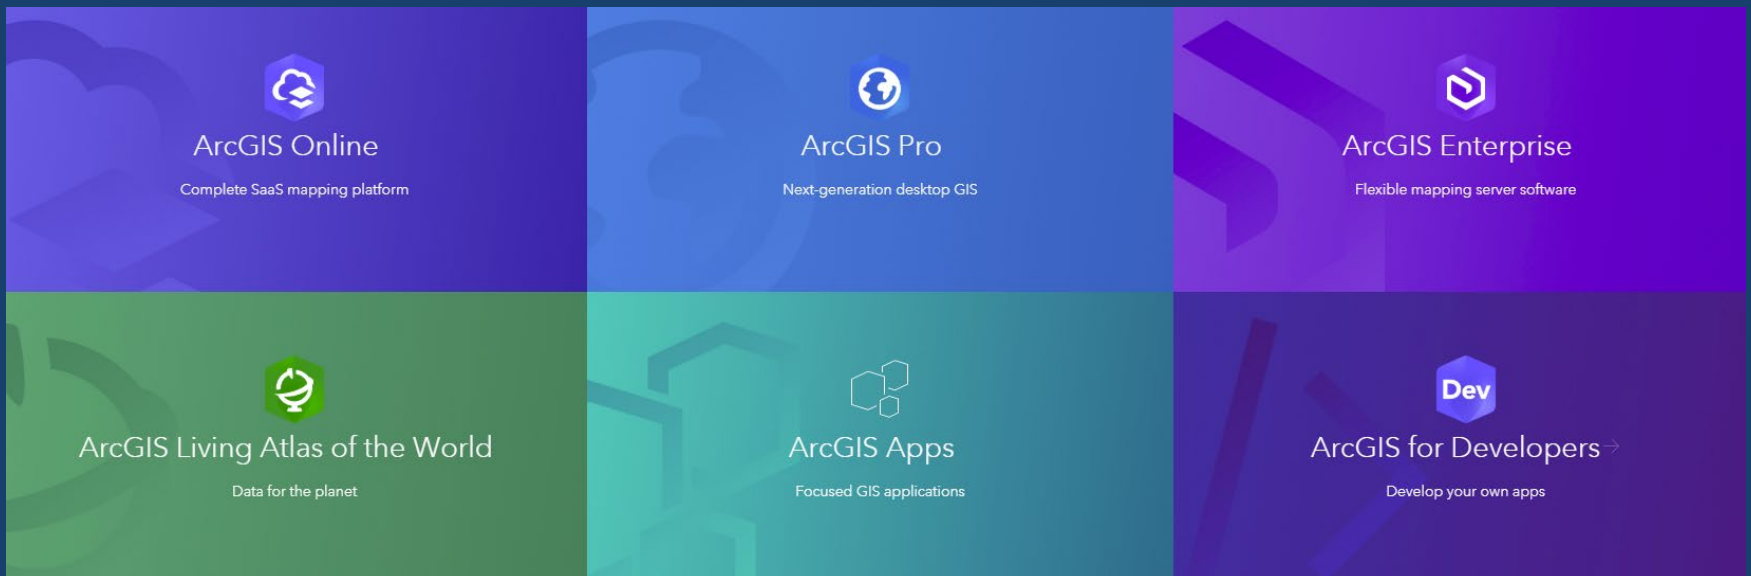 ArcGIS Online
Complete SaaS mapping platform
ArcGIS Pro
Next-generation desktop GIS
ArcGIS Enterprise
Flexible mapping server software
ArcGIS Living Atlas of the World
Data for the planet
ArcGIS Apps
Focused GIS applications
Dev
ArcGIS for Developers→
Develop your own apps